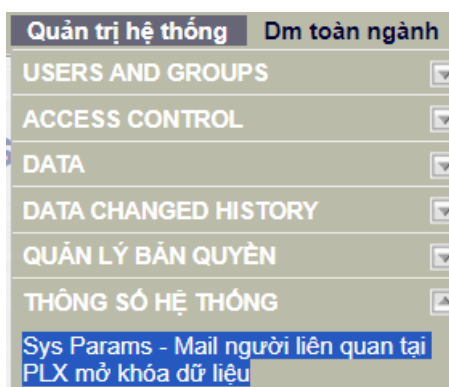 Quản trị hệ thống Dm toàn ngành
USERS AND GROUPS
ACCESS CONTROL
DATA
DATA CHANGED HISTORY
QUẢN LÝ BẢN QUYỀN
THÔNG SỐ HỆ THỐNG
Sys Params - Mail người liên quan tại
PLX mở khóa dữ liệu